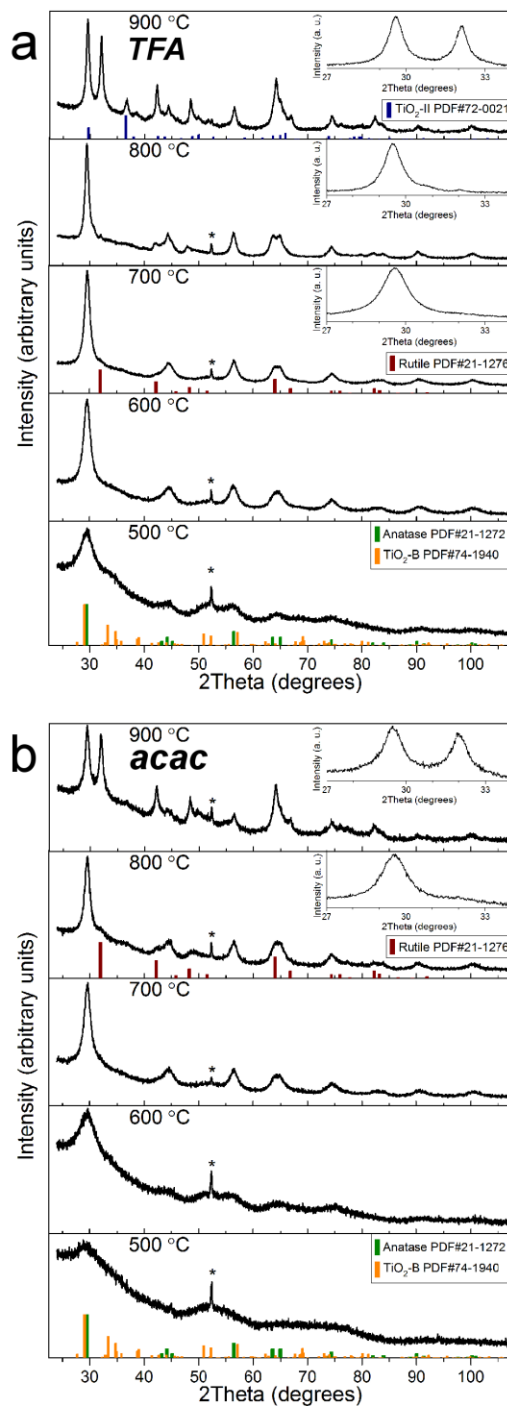 a
900 °C
TFA
Intensity (a. u.)
27 30 33
2Theta (degrees)
TiO2-II PDF#72-0021
800 °C
*
Intensity (a. u.)
27 30 33
2Theta (degrees)
700 °C
*
Intensity (a. u.)
27 30 33
2Theta (degrees)
Rutile PDF#21-1276
600 °C
*
500 °C
*
Anatase PDF#21-1272
TiO2-B PDF#74-1940
Intensity (arbitrary units)
30 40 50 60 70 80 90 100
2Theta (degrees)
b
900 °C
acac
*
Intensity (a. u.)
27 30 33
2Theta (degrees)
800 °C
*
Intensity (a. u.)
27 30 33
2Theta (degrees)
Rutile PDF#21-1276
700 °C
*
600 °C
*
500 °C
*
Anatase PDF#21-1272
TiO2-B PDF#74-1940
Intensity (arbitrary units)
30 40 50 60 70 80 90 100
2Theta (degrees)